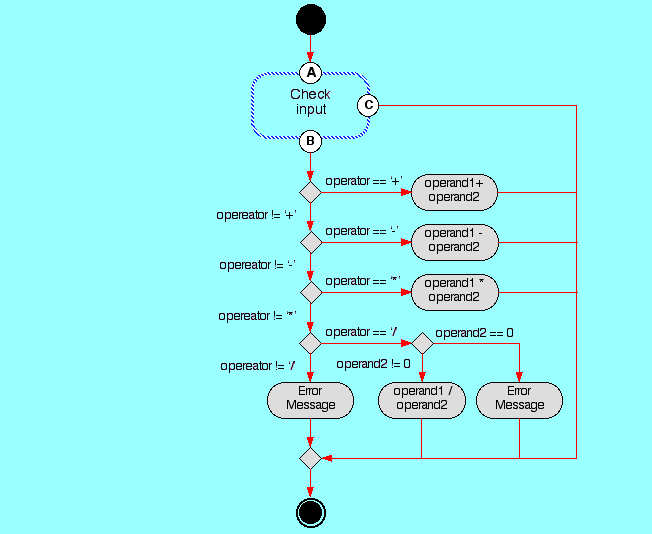 A
Check
input
C
B
operator == '+'
operand1+
operand2
opereator != '+'
operator == '-'
operand1 -
operand2
opereator != '-'
operator == '*'
operand1 *
operand2
opereator != '*'
operator == '/'
operand2 == 0
opereator != '/'
operand2 != 0
Error
Message
operand1 /
operand2
Error
Message